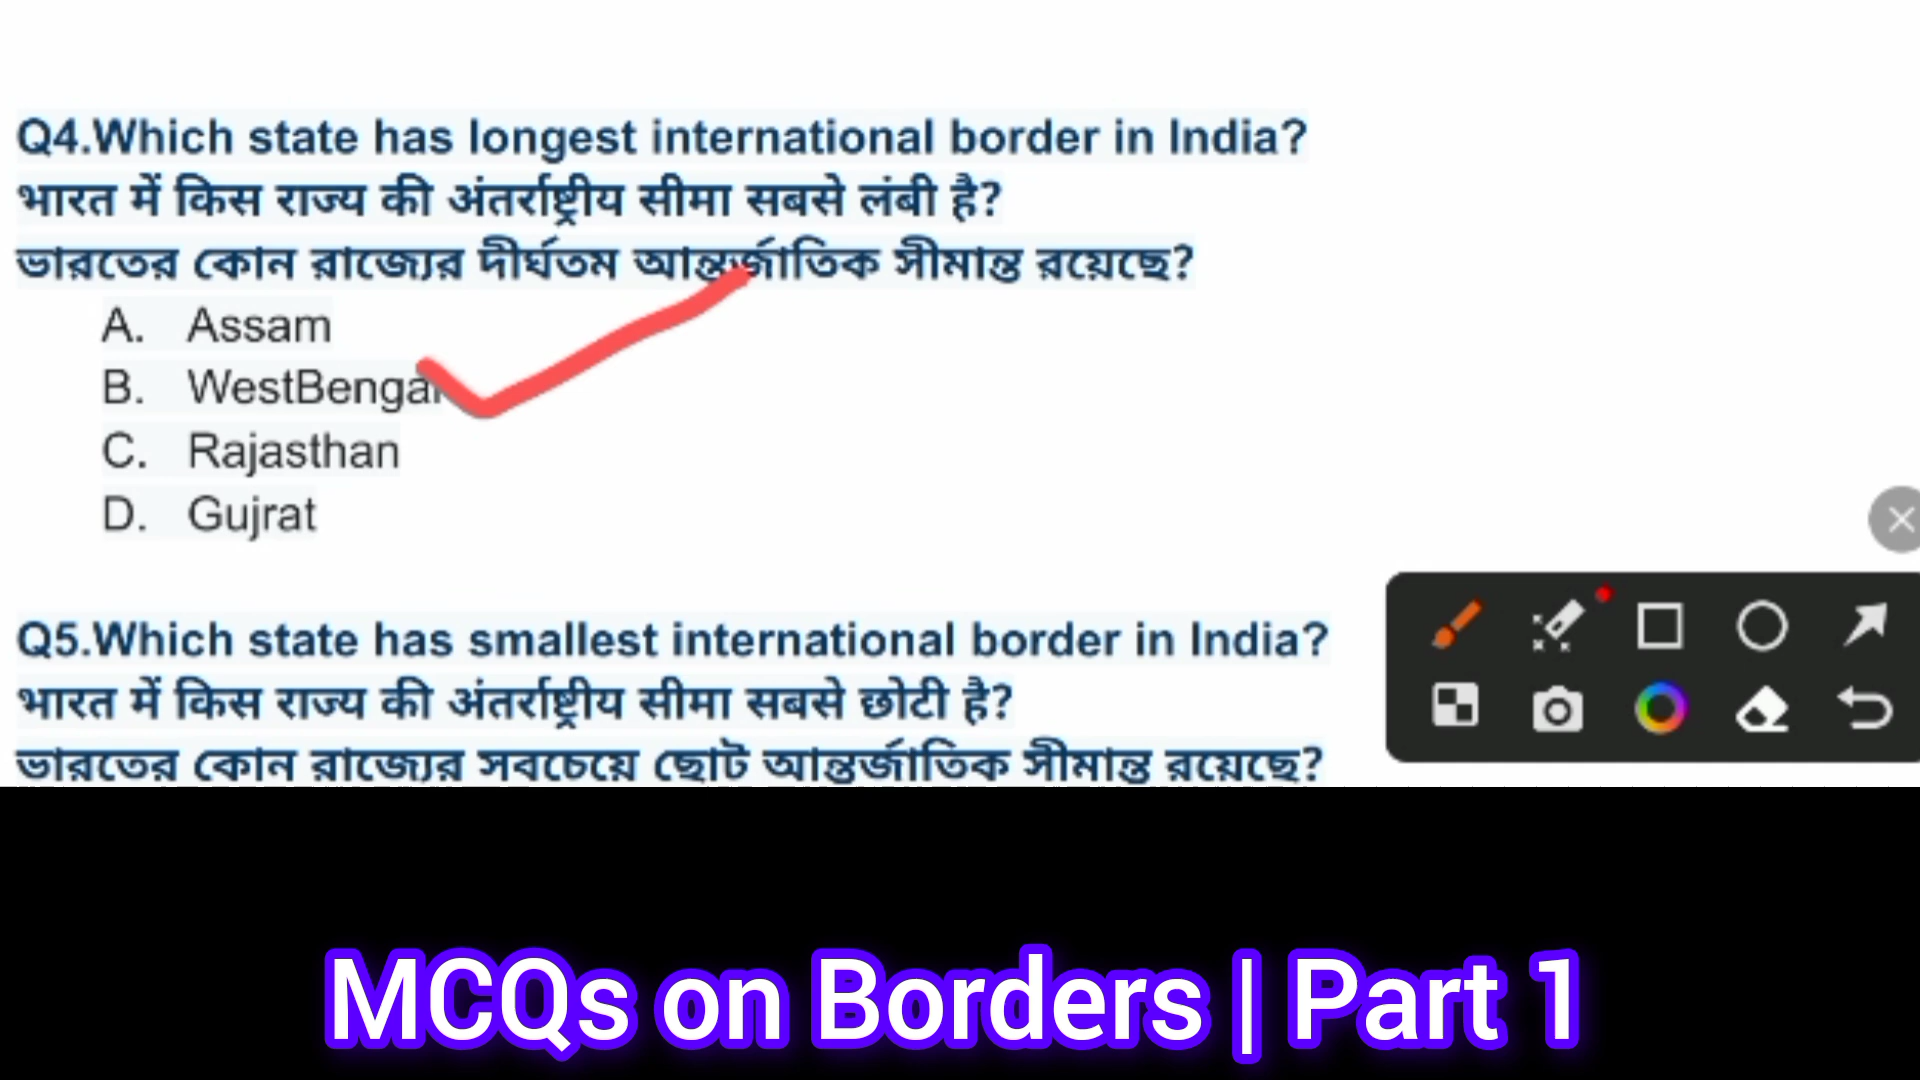 Q4.Which state has longest international border in India?
भारत में किस राज्य की अंतर्राष्ट्रीय सीमा सबसे लंबी है?
ভারতের কোন রাজ্যের দীর্ঘতম আন্তর্জাতিক সীমান্ত রয়েছে?
A. Assam
B. WestBengal
C. Rajasthan
D. Gujrat
Q5.Which state has smallest international border in India?
भारत में किस राज्य की अंतर्राष्ट्रीय सीमा सबसे छोटी है?
ভারতের কোন রাজ্যের সবচেয়ে ছোট আন্তর্জাতিক সীমান্ত রয়েছে?
MCQs on Borders | Part 1